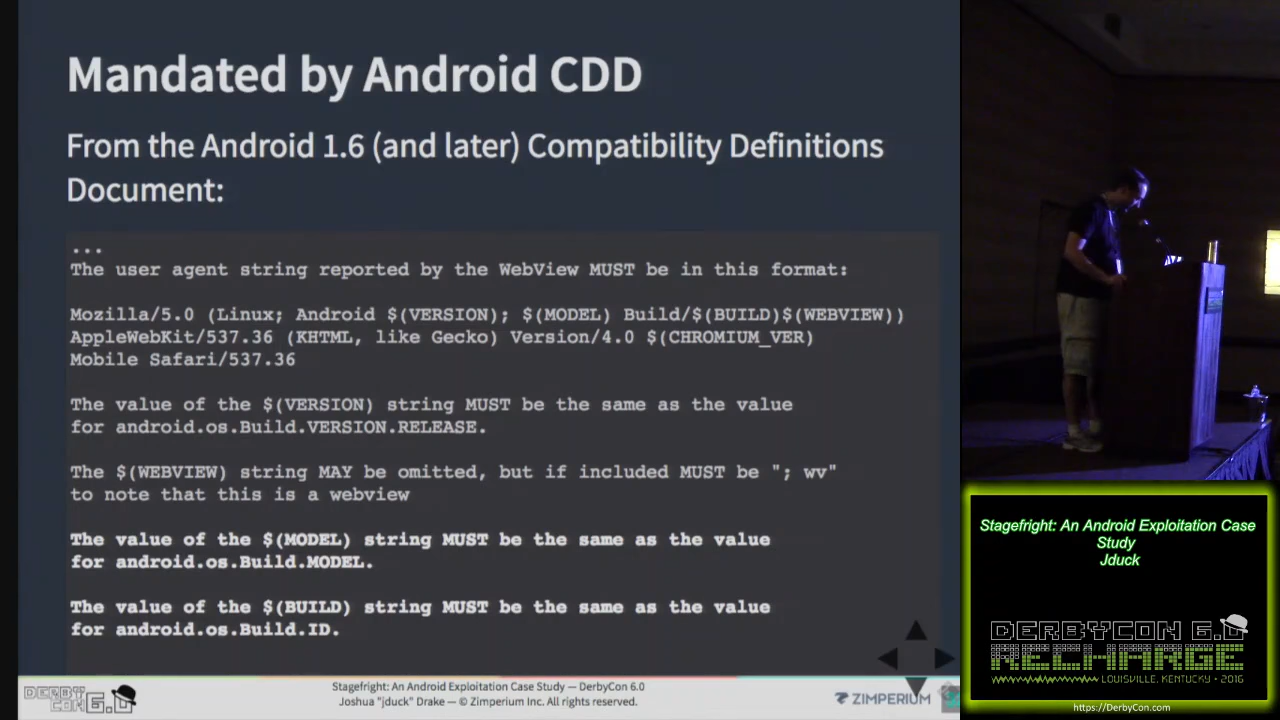 Mandated by Android CDD
From the Android 1.6 (and later) Compatibility Definitions
Document:
...
The user agent string reported by the WebView MUST be in this format:
Mozilla/5.0 (Linux; Android $(VERSION); $(MODEL) Build/$(BUILD)$(WEBVIEW))
AppleWebKit/537.36 (KHTML, like Gecko) Version/4.0 $(CHROMIUM_VER)
Mobile Safari/537.36
The value of the $(VERSION) string MUST be the same as the value
for android.os.Build.VERSION.RELEASE.
The $(WEBVIEW) string MAY be omitted, but if included MUST be "; wv"
to note that this is a webview
The value of the $(MODEL) string MUST be the same as the value
for android.os.Build.MODEL.
The value of the $(BUILD) string MUST be the same as the value
for android.os.Build.ID.
DERBY
CON 6.0
Stagefright: An Android Exploitation Case Study — DerbyCon 6.0
Joshua "jduck" Drake — © Zimperium Inc. All rights reserved.
ZIMPERIUM
Stagefright: An Android Exploitation Case
Study
Jduck
DERBYCON 6.0
RECHARGE
LOUISVILLE, KENTUCKY • 2016
https://DerbyCon.com